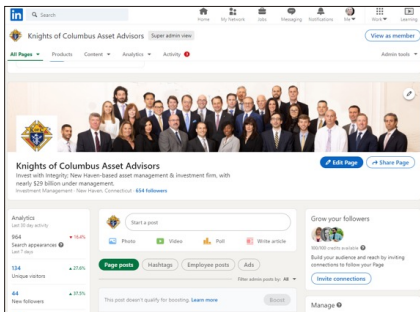 in Search
Home My Network Jobs Messaging Notifications Me Work Learning
Knights of Columbus Asset Advisors Super admin view View as member
All Pages Products Content Analytics Activity Admin tools
Knights of Columbus Asset Advisors
Invest with Integrity: New Haven-based asset management & investment firm, with
nearly $29 billion under management.
Investment Management · New Haven, Connecticut · 654 followers
Edit Page Share Page
Analytics
Last 30 day activity
964
Search appearances
Last 7 days
134 27.6%
Unique visitors
44 37.5%
New followers
Start a post
Photo Video Poll Write article
Page posts Hashtags Employee posts Ads
Filter admin posts by: All
This post doesn't qualify for boosting. Learn more Boost
Grow your followers
credits available
Build your audience and reach by inviting
connections to follow your Page
Invite connections
Manage